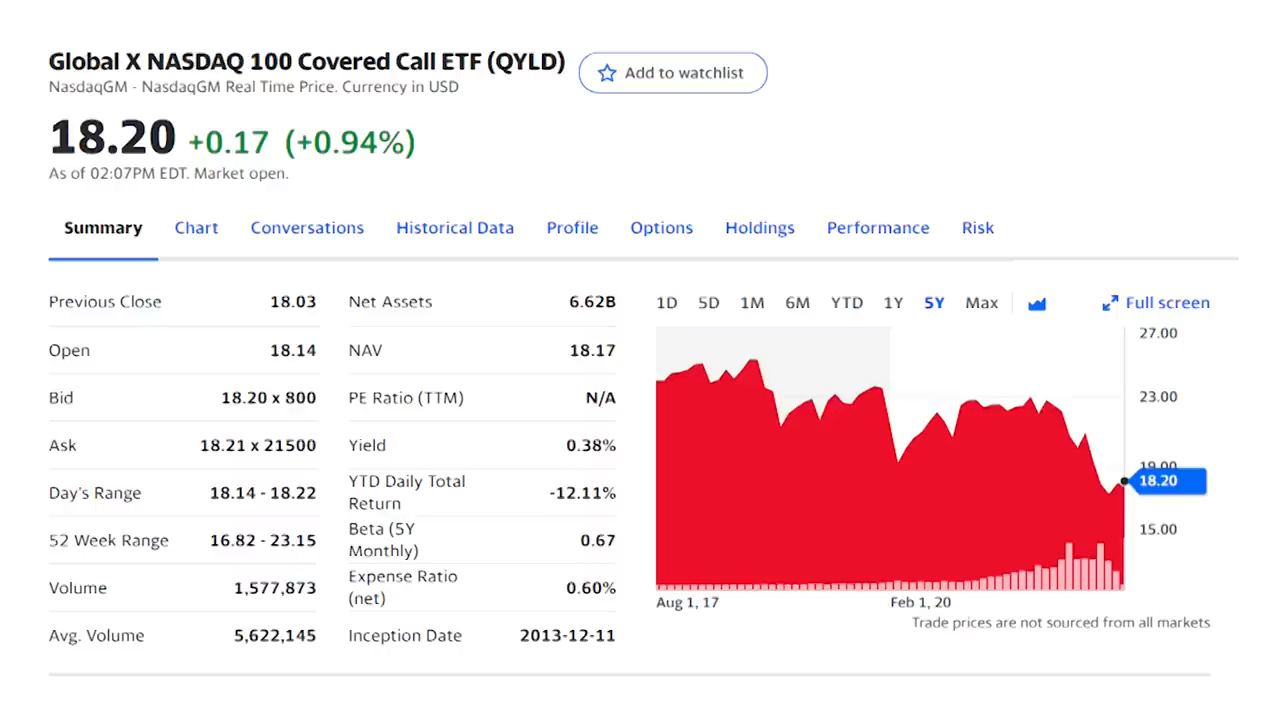 Global X NASDAQ 100 Covered Call ETF (QYLD)
Add to watchlist
NasdaqGM - NasdaqGM Real Time Price. Currency in USD
18.20 +0.17 (+0.94%)
As of 02:07PM EDT. Market open.
Summary Chart Conversations Historical Data Profile Options Holdings Performance Risk
Previous Close 18.03
Open 18.14
Bid 18.20 x 800
Ask 18.21 x 21500
Day's Range 18.14 - 18.22
52 Week Range 16.82 - 23.15
Volume 1,577,873
Avg. Volume 5,622,145
Net Assets 6.62B
NAV 18.17
PE Ratio (TTM) N/A
Yield 0.38%
YTD Daily Total
Return -12.11%
Beta (5Y
Monthly) 0.67
Expense Ratio
(net) 0.60%
Inception Date 2013-12-11
1D 5D 1M 6M YTD 1Y 5Y Max Full screen
27.00
23.00
19.00
18.20
15.00
Aug 1, 17 Feb 1, 20
Trade prices are not sourced from all markets